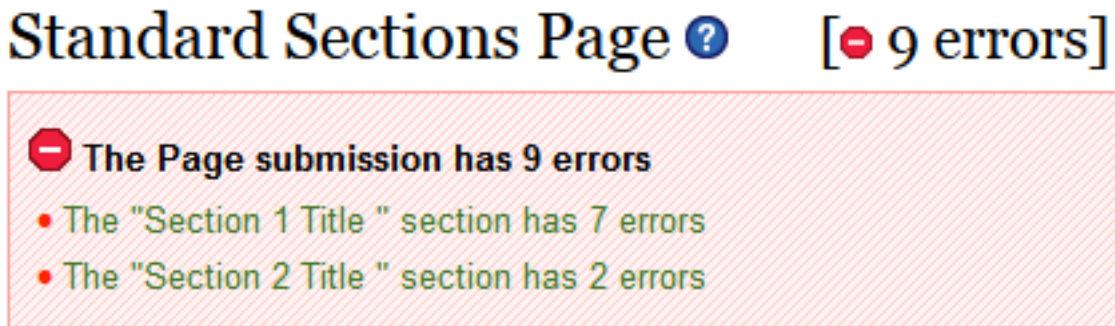 Standard Sections Page ? [ 9 errors]
The Page submission has 9 errors
• The "Section 1 Title " section has 7 errors
• The "Section 2 Title " section has 2 errors